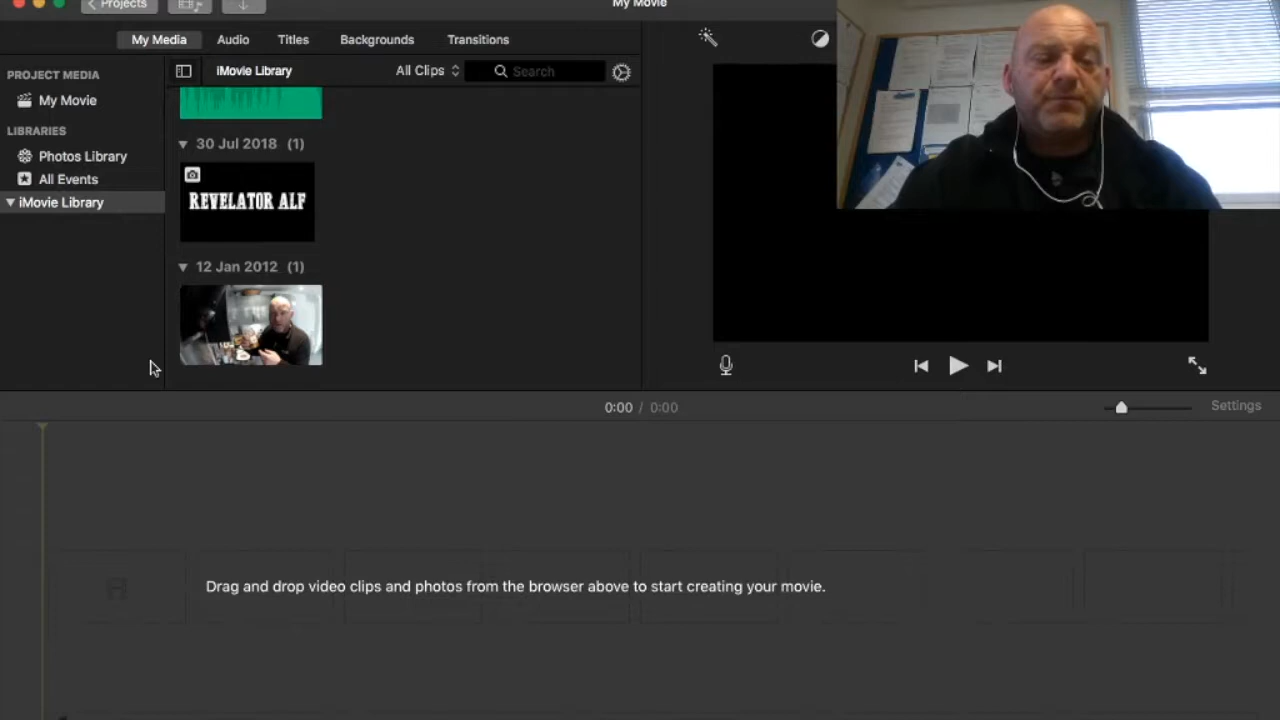 Projects
My Movie
My Media Audio Titles Backgrounds Transitions
PROJECT MEDIA
My Movie
LIBRARIES
Photos Library
All Events
iMovie Library
iMovie Library All Clips Search
30 Jul 2018 (1)
REVELATOR ALF
12 Jan 2012 (1)
0:00 / 0:00 Settings
Drag and drop video clips and photos from the browser above to start creating your movie.